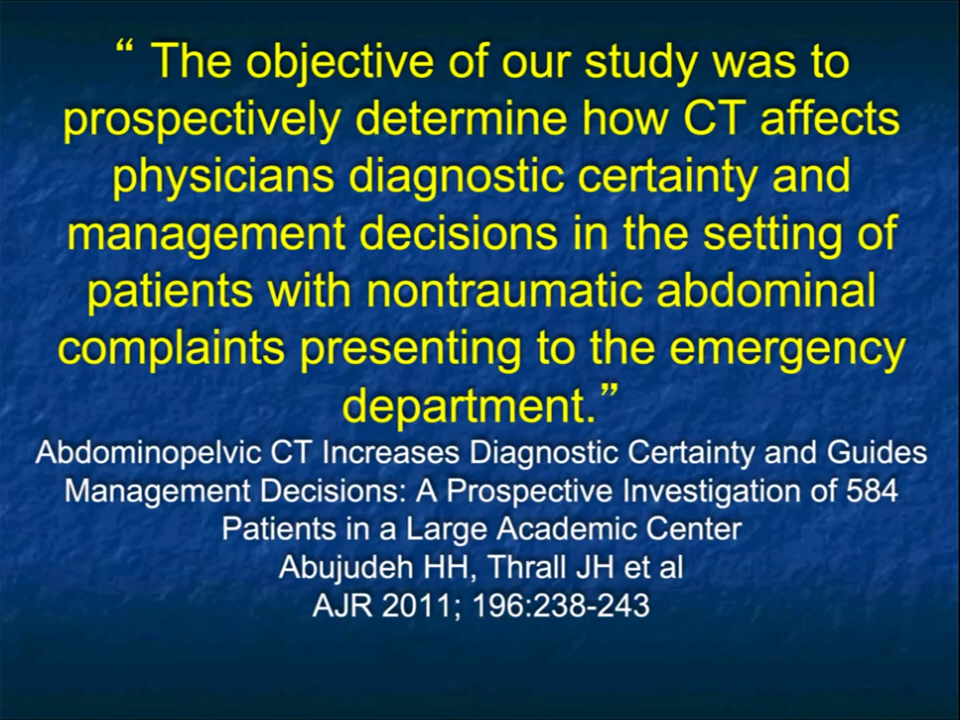 “ The objective of our study was to
prospectively determine how CT affects
physicians diagnostic certainty and
management decisions in the setting of
patients with nontraumatic abdominal
complaints presenting to the emergency
department.”
Abdominopelvic CT Increases Diagnostic Certainty and Guides
Management Decisions: A Prospective Investigation of 584
Patients in a Large Academic Center
Abujudeh HH, Thrall JH et al
AJR 2011; 196:238-243